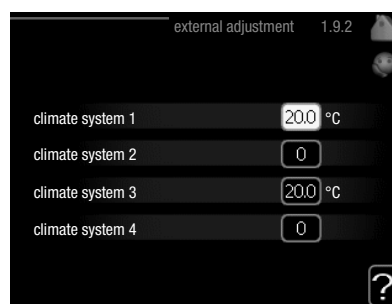 external adjustment 1.9.2
climate system 1 20.0 °C
climate system 2 0
climate system 3 20.0 °C
climate system 4 0
?